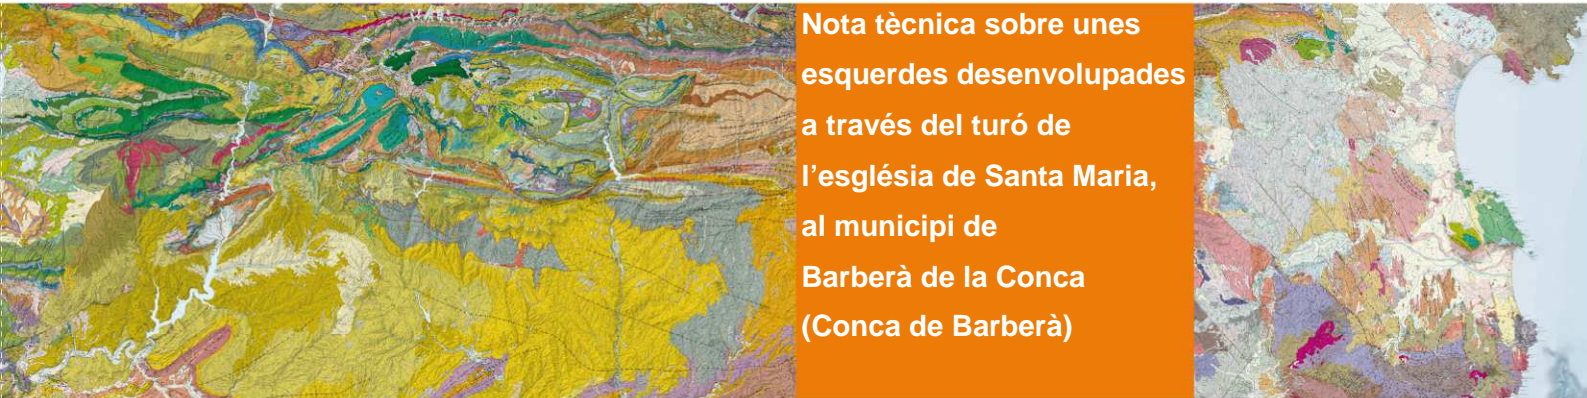 Nota tècnica sobre unes
esquerdes desenvolupades
a través del turó de
l'església de Santa Maria,
al municipi de
Barberà de la Conca
(Conca de Barberà)